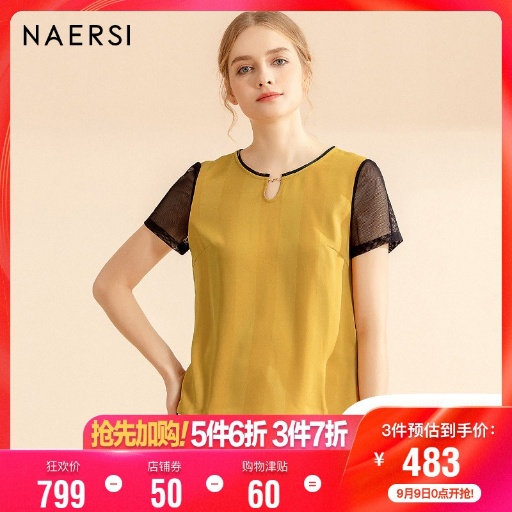 NAERSI
抢先加购! 5件6折 3件7折
3件预估到手价:
¥ 483
9月9日0点开抢!
狂欢价 店铺券 购物津贴
799 - 50 - 60 =